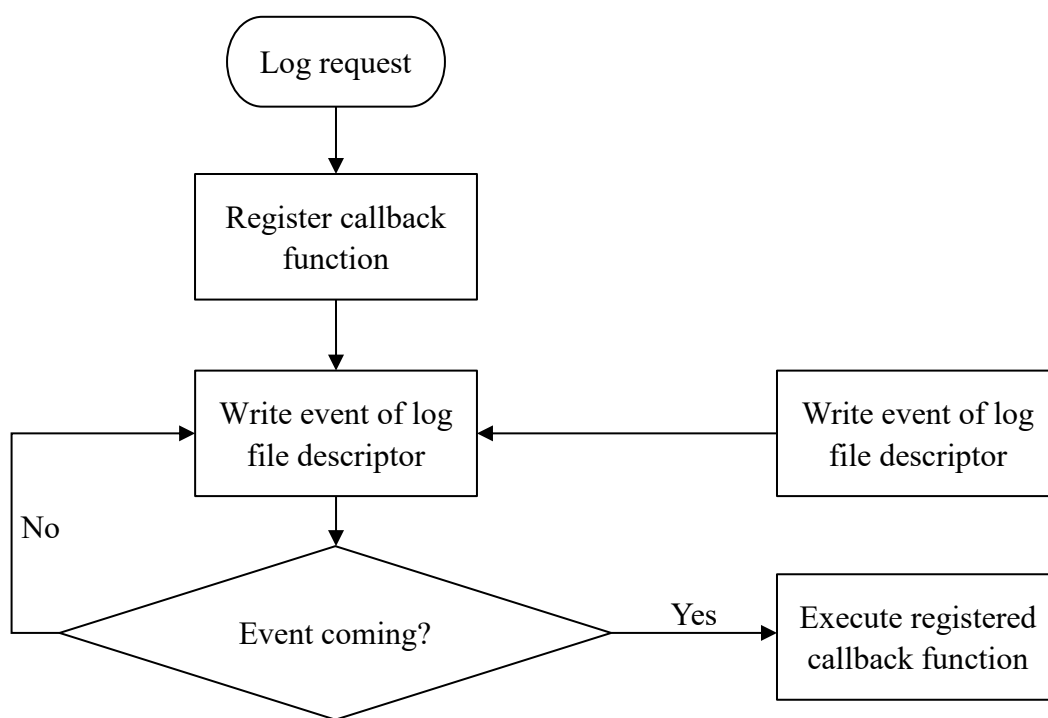 Log request
Register callback
function
Write event of log
file descriptor
Write event of log
file descriptor
No
Event coming?
Yes
Execute registered
callback function